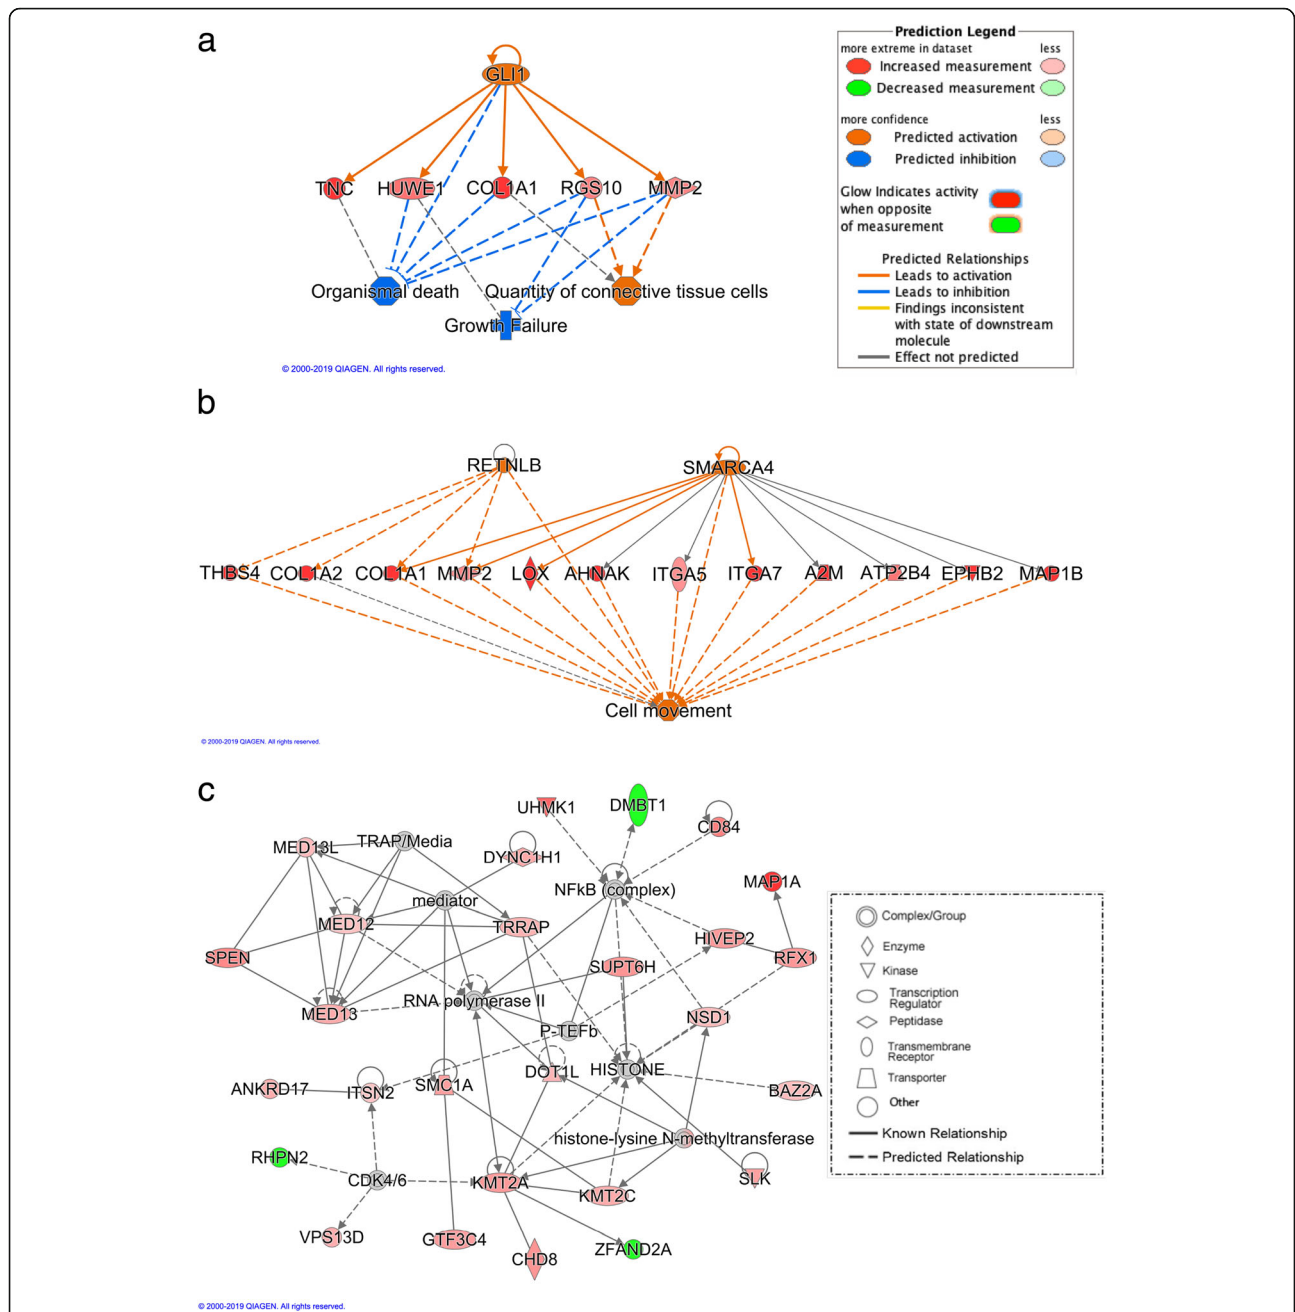 a
GLI1
TNC
HUWE1
COL1A1
RGS10
MMP2
Organismal death
Quantity of connective tissue cells
Growth Failure
© 2000-2019 QIAGEN. All rights reserved.
Prediction Legend
more extreme in dataset less
Increased measurement
Decreased measurement
more confidence less
Predicted activation
Predicted inhibition
Glow Indicates activity
when opposite
of measurement
Predicted Relationships
Leads to activation
Leads to inhibition
Findings inconsistent
with state of downstream
molecule
Effect not predicted
b
RETNLB
SMARCA4
THBS4
COL1A2
COL1A1
MMP2
LOX
AHNAK
ITGA5
ITGA7
A2M
ATP2B4
EPHB2
MAP1B
Cell movement
© 2000-2019 QIAGEN. All rights reserved.
c
UHMK1
DMBT1
CD84
MED13L
TRAP/Media
DYNC1H1
NFkB (complex)
MAP1A
mediator
MED12
TRRAP
HIVEP2
SPEN
SUPT6H
RFX1
RNA polymerase II
MED13
P-TEFb
NSD1
ANKRD17
ITSN2
SMC1A
DOT1L
HISTONE
BAZ2A
histone-lysine N-methyltransferase
RHPN2
CDK4/6
KMT2A
KMT2C
SLK
VPS13D
GTF3C4
CHD8
ZFAND2A
Complex/Group
Enzyme
Kinase
Transcription
Regulator
Peptidase
Transmembrane
Receptor
Transporter
Other
Known Relationship
Predicted Relationship
© 2000-2019 QIAGEN. All rights reserved.